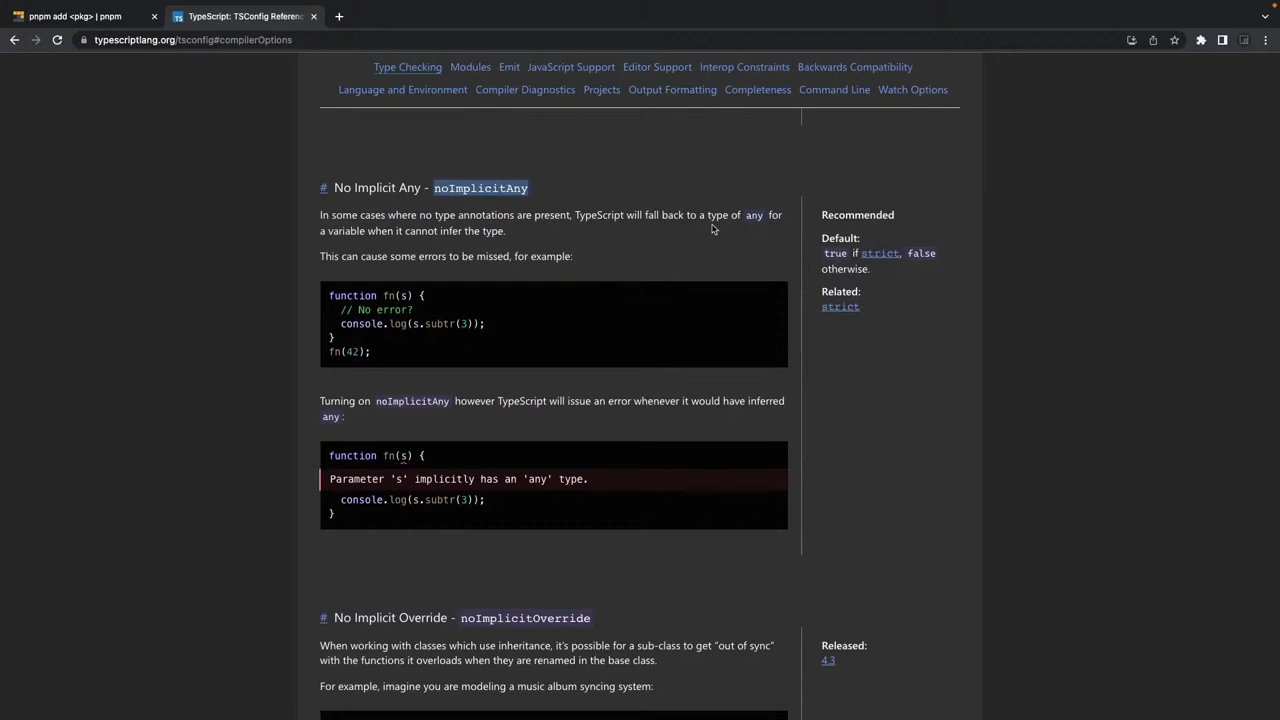 pnpm add <pkg> | pnpm
TypeScript: TSConfig Referenc
typescriptlang.org/tsconfig#compilerOptions
Type Checking Modules Emit JavaScript Support Editor Support Interop Constraints Backwards Compatibility
Language and Environment Compiler Diagnostics Projects Output Formatting Completeness Command Line Watch Options
# No Implicit Any - noImplicitAny
In some cases where no type annotations are present, TypeScript will fall back to a type of any for
a variable when it cannot infer the type.
This can cause some errors to be missed, for example:
function fn(s) {
// No error?
console.log(s.subtr(3));
}
fn(42);
Turning on noImplicitAny however TypeScript will issue an error whenever it would have inferred
any:
function fn(s) {
Parameter 's' implicitly has an 'any' type.
console.log(s.subtr(3));
}
Recommended
Default:
true if strict, false
otherwise.
Related:
strict
# No Implicit Override - noImplicitOverride
When working with classes which use inheritance, it's possible for a sub-class to get "out of sync"
with the functions it overloads when they are renamed in the base class.
For example, imagine you are modeling a music album syncing system:
Released:
4.3